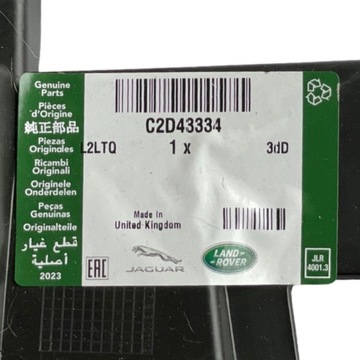 Genuine
Parts
Pièces
d'Origine
純正部品
Piezas
Originales
Ricambi
Originali
Originele
Onderdelen
Peças
Genuínas
Originalteile
قطع غيار
أصلية
2023
C2D43334
L2LTQ 1 x 3dD
Made in
United Kingdom
EAC
JAGUAR
LAND-
ROVER
JLR
4001.3